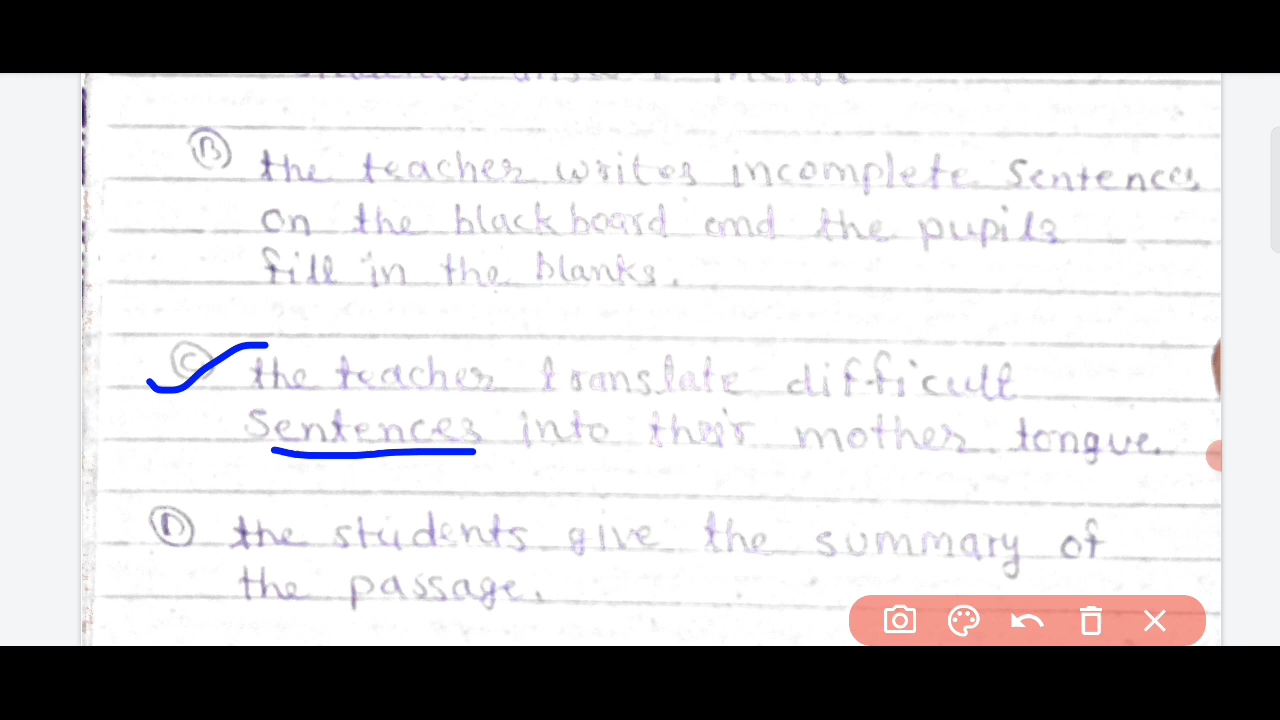 (B) the teacher writes incomplete sentences
on the blackboard and the pupils
fill in the blanks.
(C) the teacher translate difficult
sentences into their mother tongue.
(D) the students give the summary of
the passage.